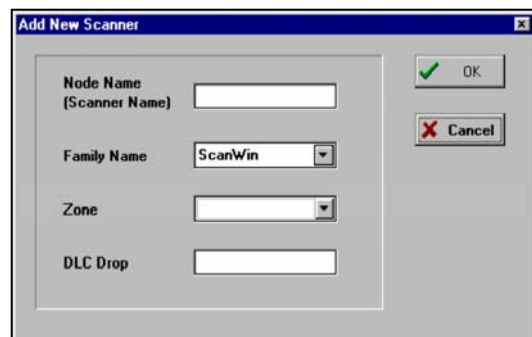 Add New Scanner
Node Name
(Scanner Name)
OK
Cancel
Family Name
ScanWin
Zone
DLC Drop